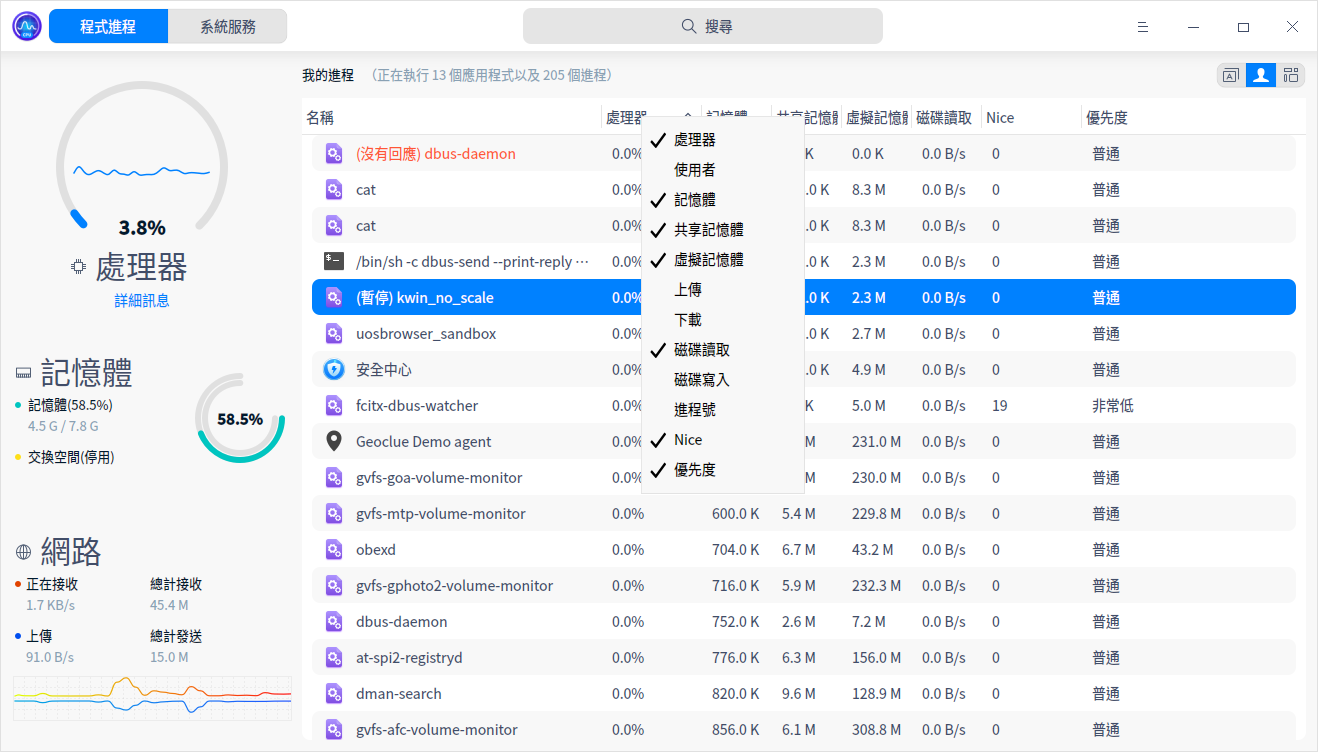 程式進程 系統服務 搜尋
我的進程 （正在執行 13 個應用程式以及 205 個進程）
名稱 處理器 記憶體 共享記憶體 虛擬記憶體 磁碟讀取 Nice 優先度
(沒有回應) dbus-daemon 0.0% K 0.0 K 0.0 B/s 0 普通
cat 0.0% .0 K 8.3 M 0.0 B/s 0 普通
cat 0.0% .0 K 8.3 M 0.0 B/s 0 普通
/bin/sh -c dbus-send --print-reply ··· 0.0% .0 K 2.3 M 0.0 B/s 0 普通
(暫停) kwin_no_scale 0.0% .0 K 2.3 M 0.0 B/s 0 普通
uosbrowser_sandbox 0.0% .0 K 2.7 M 0.0 B/s 0 普通
安全中心 0.0% .0 K 4.9 M 0.0 B/s 0 普通
fcitx-dbus-watcher 0.0% K 5.0 M 0.0 B/s 19 非常低
Geoclue Demo agent 0.0% M 231.0 M 0.0 B/s 0 普通
gvfs-goa-volume-monitor 0.0% M 230.0 M 0.0 B/s 0 普通
gvfs-mtp-volume-monitor 0.0% 600.0 K 5.4 M 229.8 M 0.0 B/s 0 普通
obexd 0.0% 704.0 K 6.7 M 43.2 M 0.0 B/s 0 普通
gvfs-gphoto2-volume-monitor 0.0% 716.0 K 5.9 M 232.3 M 0.0 B/s 0 普通
dbus-daemon 0.0% 752.0 K 2.6 M 7.2 M 0.0 B/s 0 普通
at-spi2-registryd 0.0% 776.0 K 6.3 M 156.0 M 0.0 B/s 0 普通
dman-search 0.0% 820.0 K 9.6 M 128.9 M 0.0 B/s 0 普通
gvfs-afc-volume-monitor 0.0% 856.0 K 6.1 M 308.8 M 0.0 B/s 0 普通
處理器
使用者
記憶體
共享記憶體
虛擬記憶體
上傳
下載
磁碟讀取
磁碟寫入
進程號
Nice
優先度
3.8%
處理器
詳細訊息
記憶體
記憶體(58.5%)
4.5 G / 7.8 G
58.5%
交換空間(停用)
網路
正在接收 總計接收
1.7 KB/s 45.4 M
上傳 總計發送
91.0 B/s 15.0 M